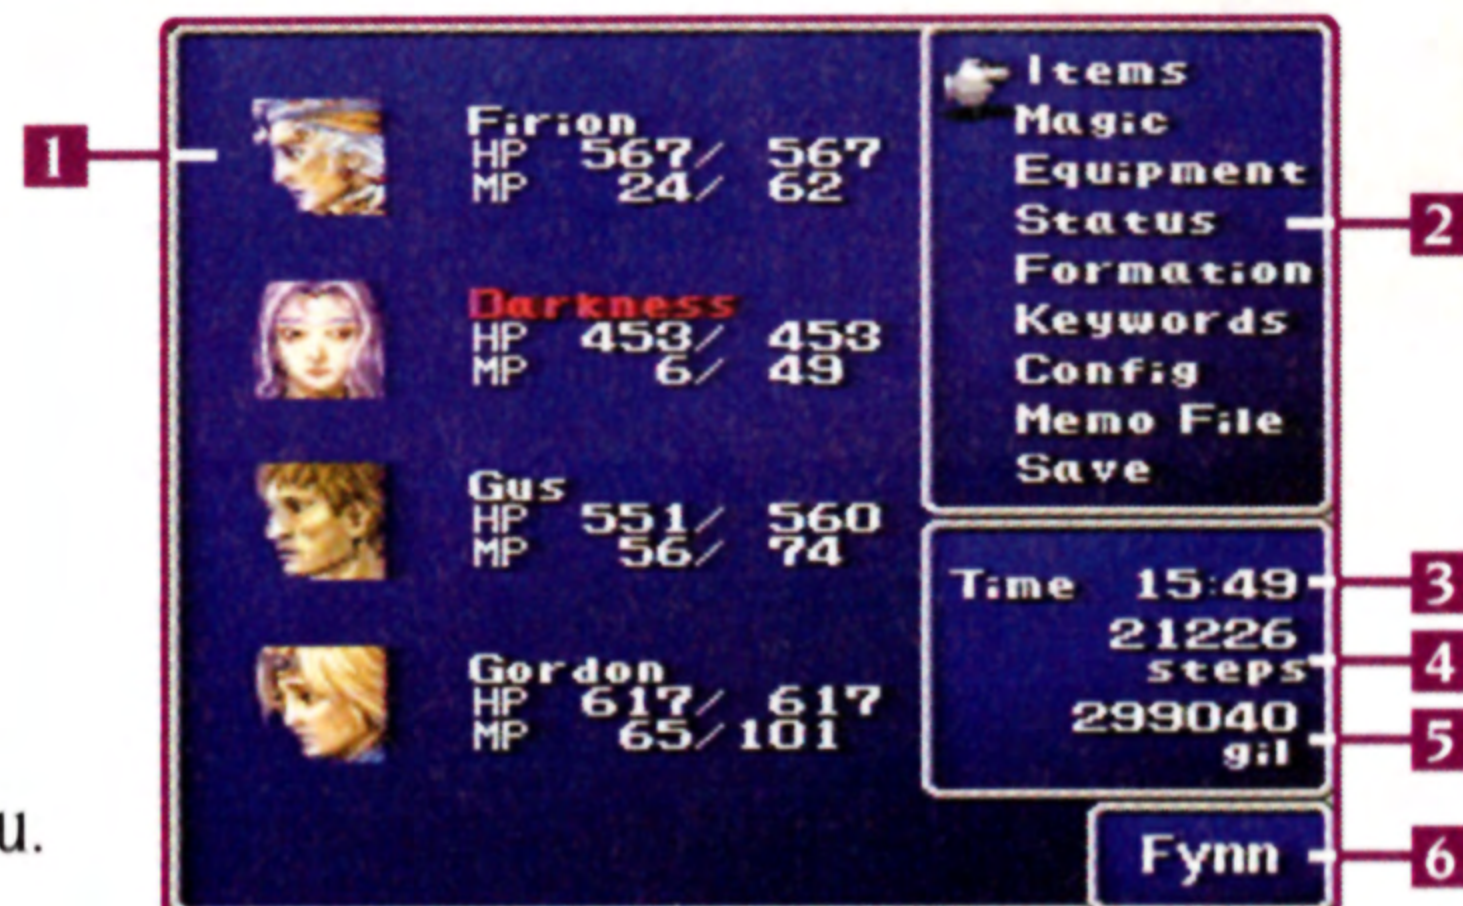 1
Firion
HP 567/ 567
MP 24/ 62
Darkness
HP 453/ 453
MP 6/ 49
Gus
HP 551/ 560
MP 56/ 74
Gordon
HP 617/ 617
MP 65/101
Items
Magic
Equipment
Status
Formation
Keywords
Config
Memo File
Save
2
Time 15:49
3
21226
steps
4
299040
gil
5
Fynn
6
u.